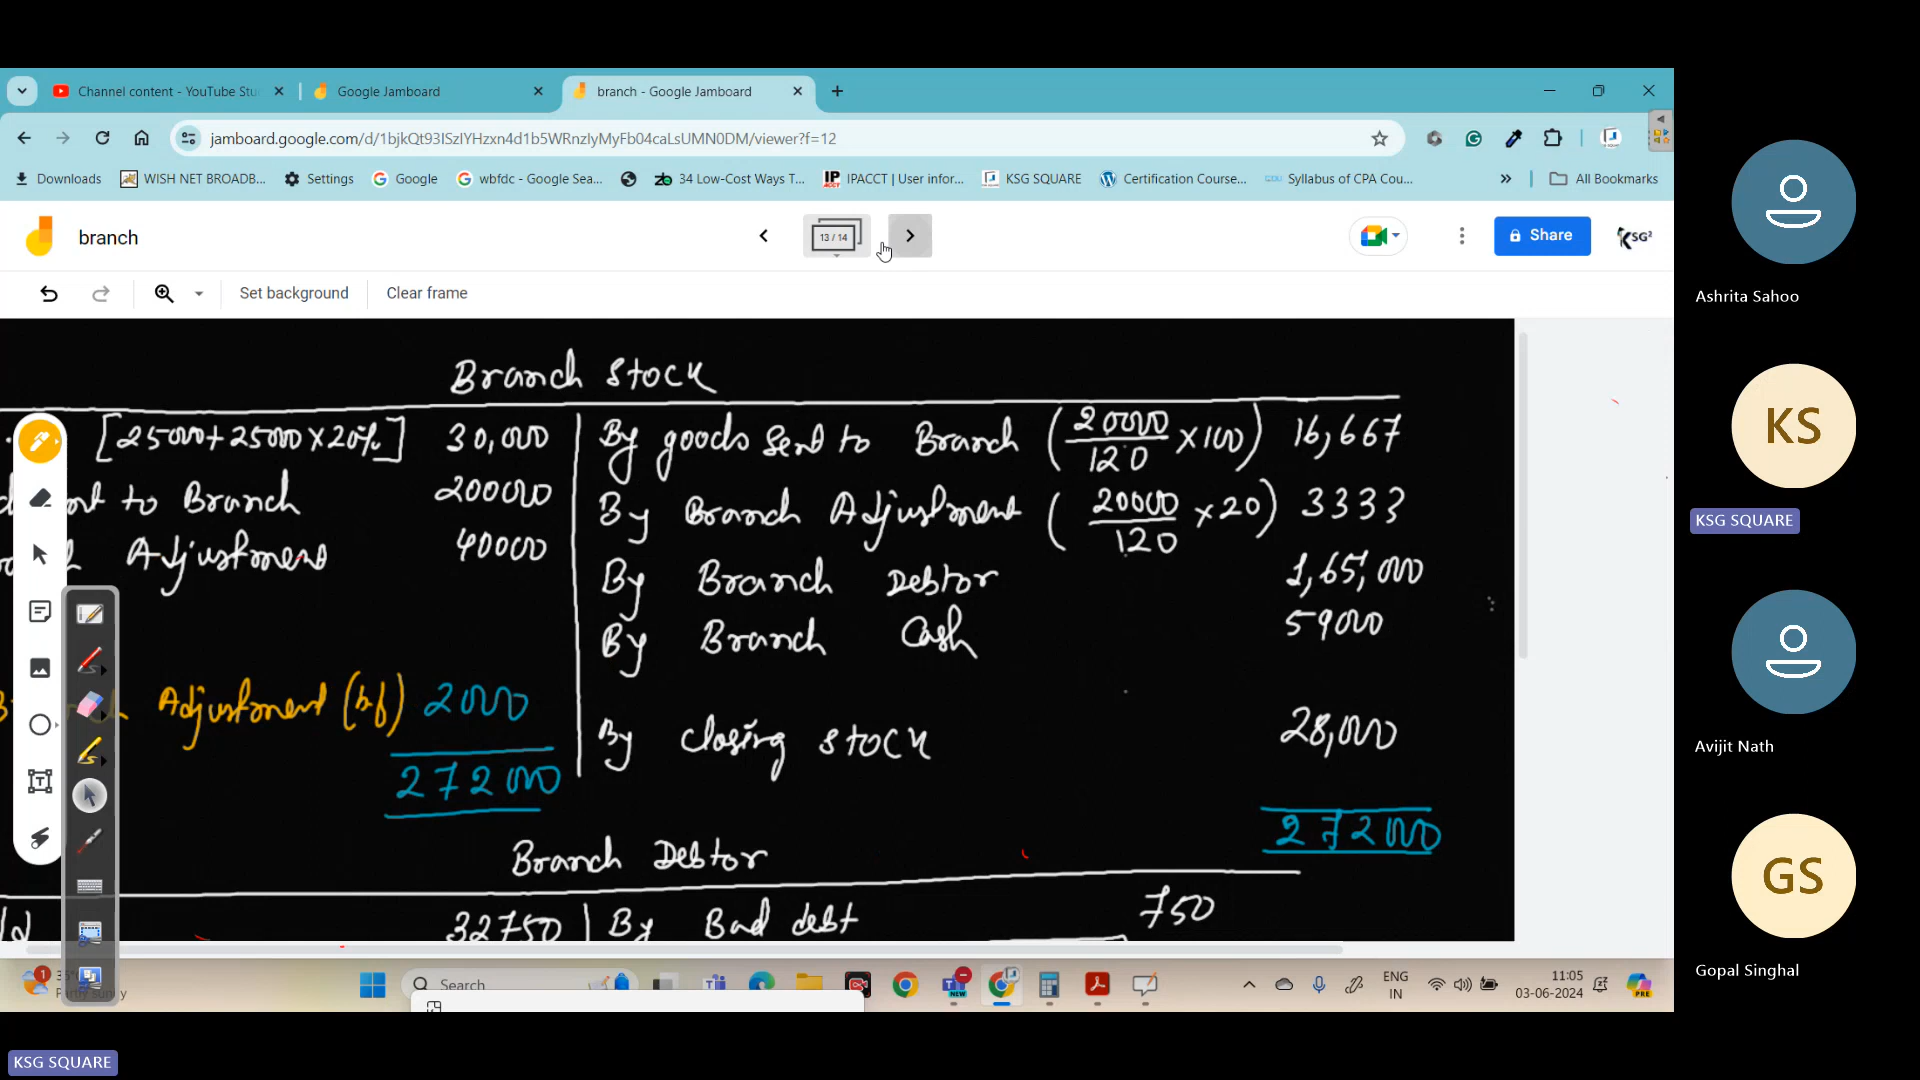 Channel content - YouTube Stu
Google Jamboard
branch - Google Jamboard
jamboard.google.com/d/1bjkQt93ISzIYHzxn4d1b5WRnzIyMyFb04caLsUMN0DM/viewer?f=12
Downloads
WISH NET BROADB...
Settings
Google
wbfdc - Google Sea...
34 Low-Cost Ways T...
IPACCT | User infor...
KSG SQUARE
Certification Course...
Syllabus of CPA Cou...
All Bookmarks
branch
13 / 14
Share
KSG²
Set background
Clear frame
Branch Stock
[25000+25000×20%] 30,000
By goods Sent to Branch (20000/120 ×100) 16,667
to Branch 200000
By Branch Adjustment (20000/120 ×20) 3333
Adjustment 40000
By Branch Debtor 1,65,000
By Branch Cash 59000
Adjustment (bf) 2000
By closing Stock 28,000
272000
272000
Branch Debtor
32750
By Bad debt 750
Search
ENG
IN
11:05
03-06-2024
Ashrita Sahoo
KS
KSG SQUARE
Avijit Nath
GS
Gopal Singhal
KSG SQUARE